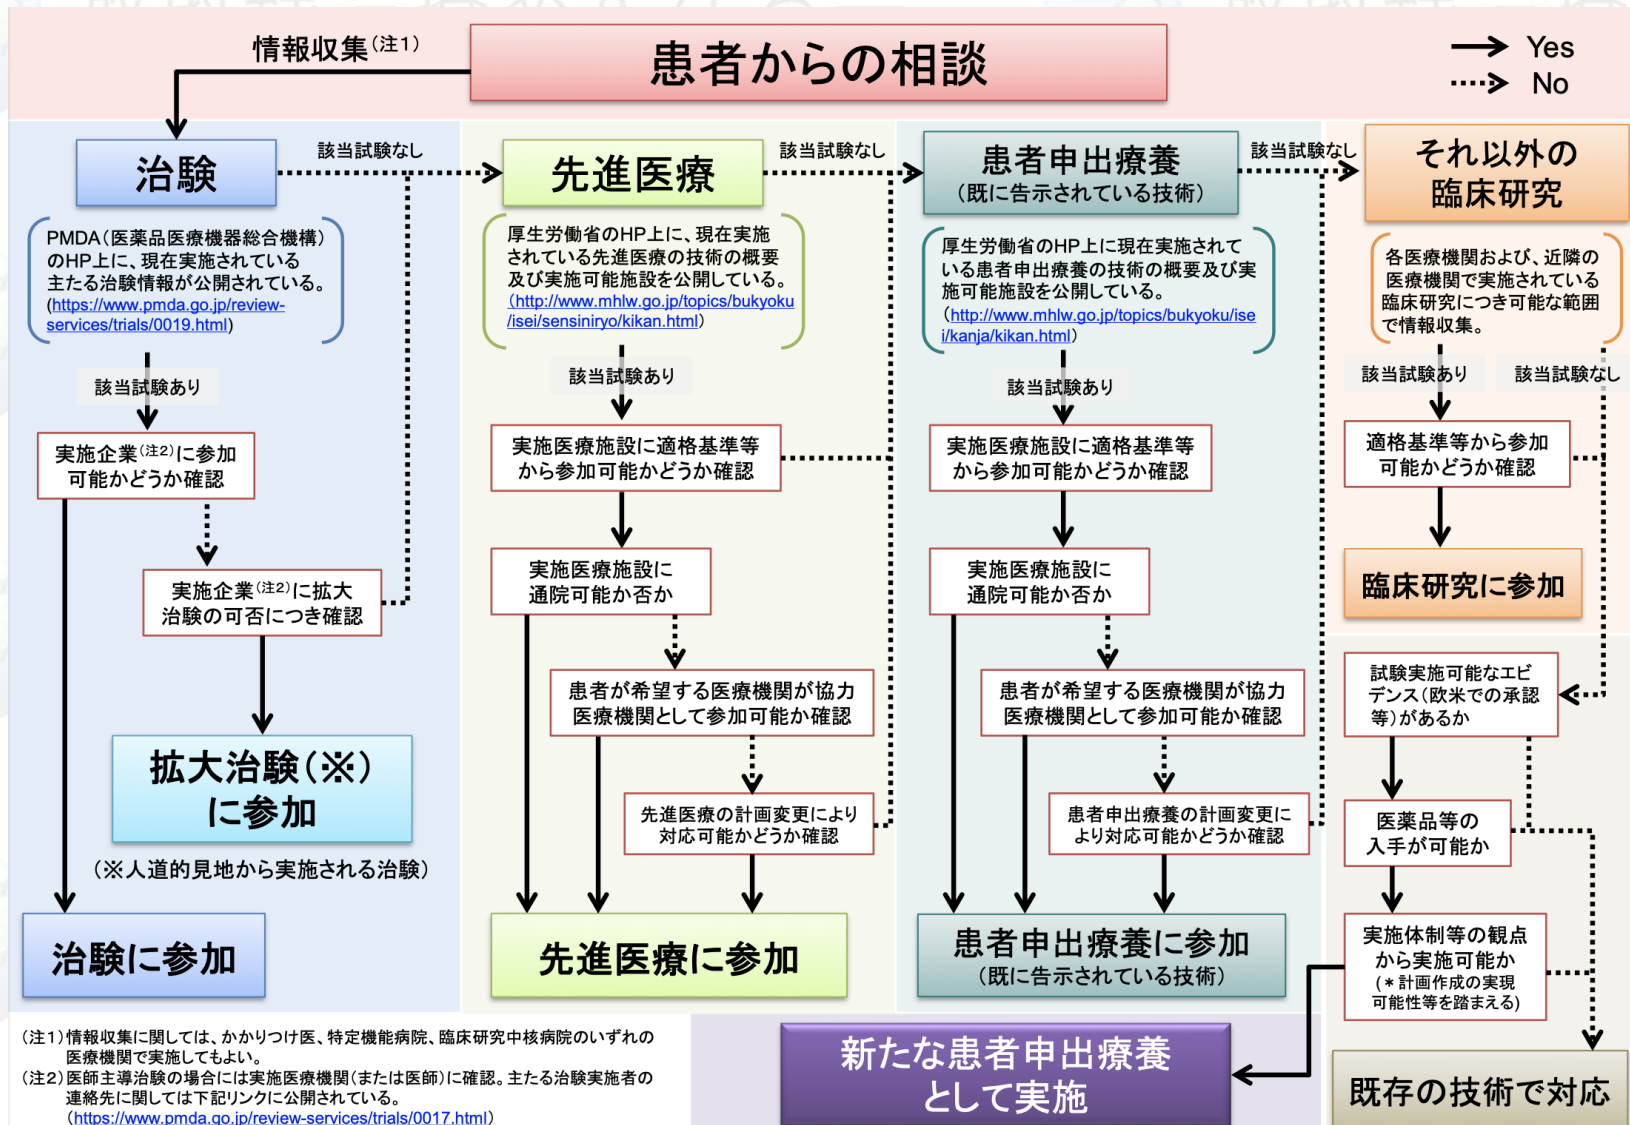 情報収集(注1)
患者からの相談
Yes
No
治験
該当試験なし
先進医療
該当試験なし
患者申出療養
(既に告示されている技術)
該当試験なし
それ以外の
臨床研究
PMDA(医薬品医療機器総合機構)
のHP上に、現在実施されている
主たる治験情報が公開されている。
(https://www.pmda.go.jp/review-
services/trials/0019.html)
厚生労働省のHP上に、現在実施
されている先進医療の技術の概要
及び実施可能施設を公開している。
(http://www.mhlw.go.jp/topics/bukyoku
/isei/sensiniryo/kikan.html)
厚生労働省のHP上に現在実施されて
いる患者申出療養の技術の概要及び実
施可能施設を公開している。
(http://www.mhlw.go.jp/topics/bukyoku/ise
i/kanja/kikan.html)
各医療機関および、近隣の
医療機関で実施されている
臨床研究につき可能な範囲
で情報収集。
該当試験あり
該当試験あり
該当試験あり
該当試験あり
該当試験なし
実施企業(注2)に参加
可能かどうか確認
実施医療施設に適格基準等
から参加可能かどうか確認
実施医療施設に適格基準等
から参加可能かどうか確認
適格基準等から参加
可能かどうか確認
実施企業(注2)に拡大
治験の可否につき確認
実施医療施設に
通院可能か否か
実施医療施設に
通院可能か否か
臨床研究に参加
患者が希望する医療機関が協力
医療機関として参加可能か確認
患者が希望する医療機関が協力
医療機関として参加可能か確認
試験実施可能なエビ
デンス(欧米での承認
等)があるか
拡大治験(※)
に参加
(※人道的見地から実施される治験)
先進医療の計画変更により
対応可能かどうか確認
患者申出療養の計画変更に
より対応可能かどうか確認
医薬品等の
入手が可能か
治験に参加
先進医療に参加
患者申出療養に参加
(既に告示されている技術)
実施体制等の観点
から実施可能か
(*計画作成の実現
可能性等を踏まえる)
(注1)情報収集に関しては、かかりつけ医、特定機能病院、臨床研究中核病院のいずれの
医療機関で実施してもよい。
(注2)医師主導治験の場合には実施医療機関(または医師)に確認。主たる治験実施者の
連絡先に関しては下記リンクに公開されている。
(https://www.pmda.go.jp/review-services/trials/0017.html)
新たな患者申出療養
として実施
既存の技術で対応